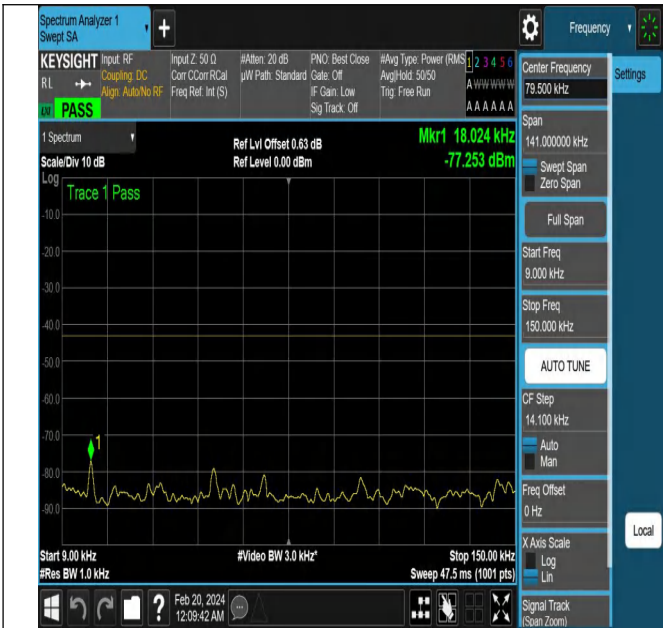 Spectrum Analyzer 1
Swept SA
+
Frequency
KEYSIGHT
RL
PASS
Input: RF
Coupling: DC
Align: Auto/No RF
Input Z: 50 Ω
Corr CCorr RCal
Freq Ref: Int (S)
#Atten: 20 dB
µW Path: Standard
PNO: Best Close
Gate: Off
IF Gain: Low
Sig Track: Off
#Avg Type: Power (RMS
Avg|Hold: 50/50
Trig: Free Run
1 2 3 4 5 6
A W W W W W
A A A A A A
1 Spectrum
Scale/Div 10 dB
Ref Lvl Offset 0.63 dB
Ref Level 0.00 dBm
Mkr1 18.024 kHz
-77.253 dBm
Log
Trace 1 Pass
-10.0
-20.0
-30.0
-40.0
-50.0
-60.0
-70.0
1
-80.0
-90.0
Start 9.00 kHz
#Res BW 1.0 kHz
#Video BW 3.0 kHz*
Stop 150.00 kHz
Sweep 47.5 ms (1001 pts)
?
Feb 20, 2024
12:09:42 AM
Center Frequency
79.500 kHz
Settings
Span
141.000000 kHz
Swept Span
Zero Span
Full Span
Start Freq
9.000 kHz
Stop Freq
150.000 kHz
AUTO TUNE
CF Step
14.100 kHz
Auto
Man
Freq Offset
0 Hz
X Axis Scale
Log
Lin
Local
Signal Track
(Span Zoom)